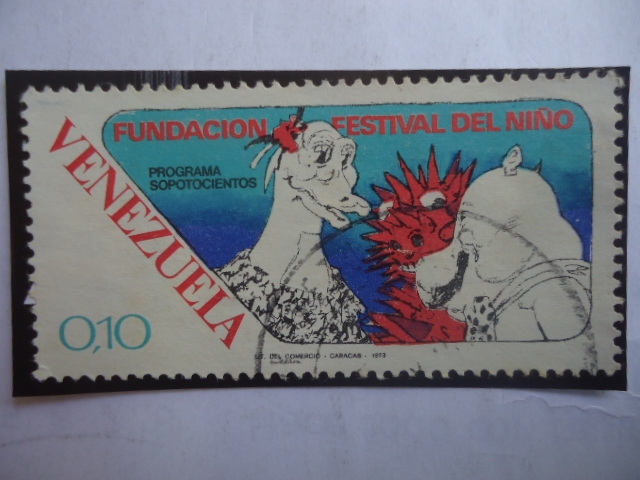 FUNDACION FESTIVAL DEL NIÑO
PROGRAMA
SOPOTOCIENTOS
VENEZUELA
0,10
LIT. DEL COMERCIO - CARACAS - 1973